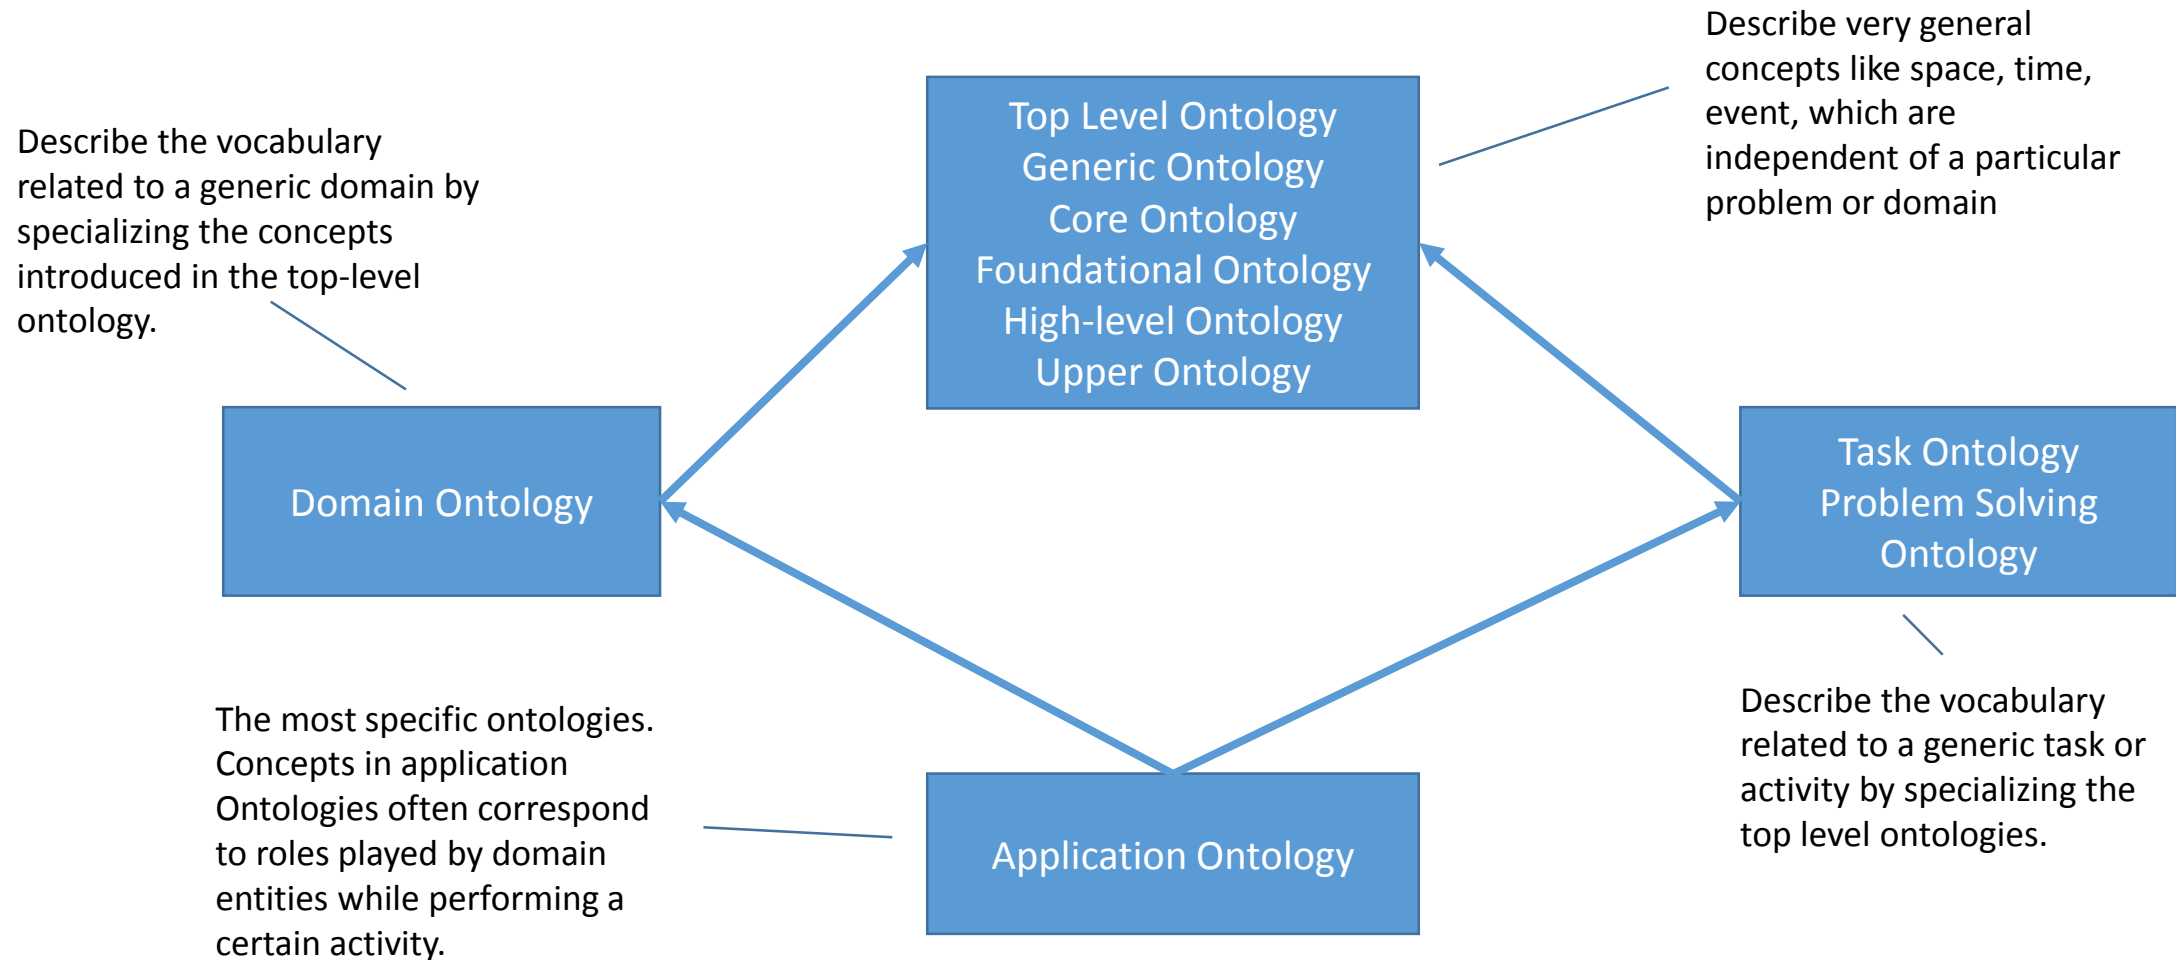 Describe very general
concepts like space, time,
event, which are
independent of a particular
problem or domain
Top Level Ontology
Generic Ontology
Core Ontology
Foundational Ontology
High-level Ontology
Upper Ontology
Describe the vocabulary
related to a generic domain by
specializing the concepts
introduced in the top-level
ontology.
Domain Ontology
Task Ontology
Problem Solving
Ontology
The most specific ontologies.
Concepts in application
Ontologies often correspond
to roles played by domain
entities while performing a
certain activity.
Application Ontology
Describe the vocabulary
related to a generic task or
activity by specializing the
top level ontologies.